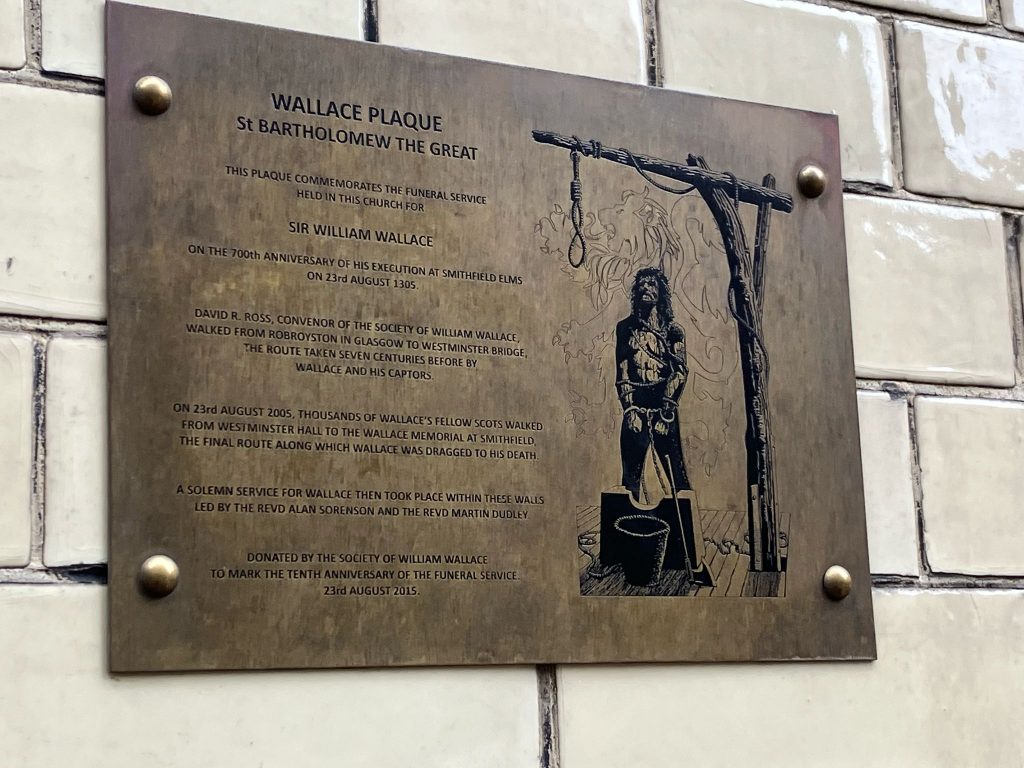 WALLACE PLAQUE
St BARTHOLOMEW THE GREAT
THIS PLAQUE COMMEMORATES THE FUNERAL SERVICE
HELD IN THIS CHURCH FOR
SIR WILLIAM WALLACE
ON THE 700th ANNIVERSARY OF HIS EXECUTION AT SMITHFIELD ELMS
ON 23rd AUGUST 1305.
DAVID R. ROSS, CONVENOR OF THE SOCIETY OF WILLIAM WALLACE,
WALKED FROM ROBROYSTON IN GLASGOW TO WESTMINSTER BRIDGE,
THE ROUTE TAKEN SEVEN CENTURIES BEFORE BY
WALLACE AND HIS CAPTORS.
ON 23rd AUGUST 2005, THOUSANDS OF WALLACE'S FELLOW SCOTS WALKED
FROM WESTMINSTER HALL TO THE WALLACE MEMORIAL AT SMITHFIELD,
THE FINAL ROUTE ALONG WHICH WALLACE WAS DRAGGED TO HIS DEATH.
A SOLEMN SERVICE FOR WALLACE THEN TOOK PLACE WITHIN THESE WALLS
LED BY THE REVD ALAN SORENSON AND THE REVD MARTIN DUDLEY.
DONATED BY THE SOCIETY OF WILLIAM WALLACE
TO MARK THE TENTH ANNIVERSARY OF THE FUNERAL SERVICE.
23rd AUGUST 2015.